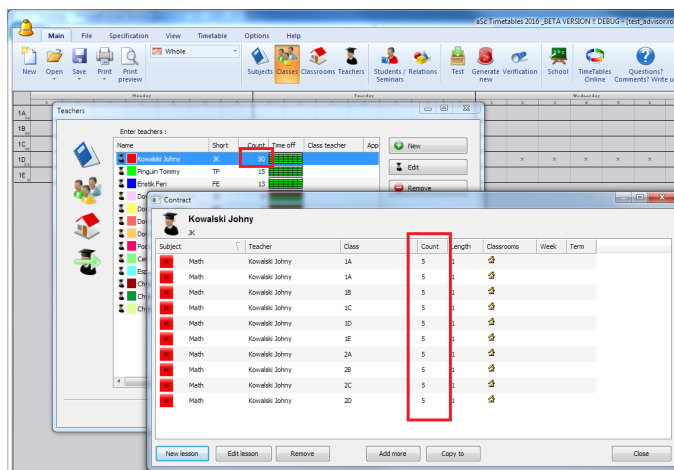 aSc Timetables 2016 _BETA VERSION !! DEBUG - [test_advisor.ro
Main File Specification View Timetable Options Help
Whole
New Open Save Print Print preview Subjects Classes Classrooms Teachers Students / Seminars Relations Test Generate new Verification School TimeTables Online Questions? Comments? Write u
Monday Tuesday Wednesday
1A
1B
1C
1D
1E
Teachers
Enter teachers :
Name Short Count Time off Class teacher App
Kowalski Johny JK 50
Pinguin Tommy TP 15
Enstik Feri FE 13
New
Edit
Remove
Contract
Kowalski Johny
JK
Subject Teacher Class Count Length Classrooms Week Term
M Math Kowalski Johny 1A 5 1
M Math Kowalski Johny 1A 5 1
M Math Kowalski Johny 1B 5 1
M Math Kowalski Johny 1C 5 1
M Math Kowalski Johny 1D 5 1
M Math Kowalski Johny 1E 5 1
M Math Kowalski Johny 2A 5 1
M Math Kowalski Johny 2B 5 1
M Math Kowalski Johny 2C 5 1
M Math Kowalski Johny 2D 5 1
New lesson Edit lesson Remove Add more Copy to Close